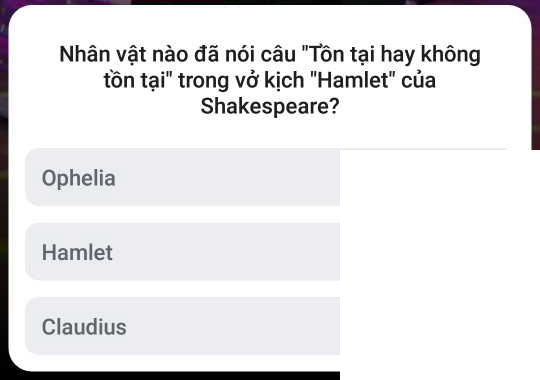 Nhân vật nào đã nói câu "Tồn tại hay không
tồn tại" trong vở kịch "Hamlet" của
Shakespeare?
Ophelia
Hamlet
Claudius